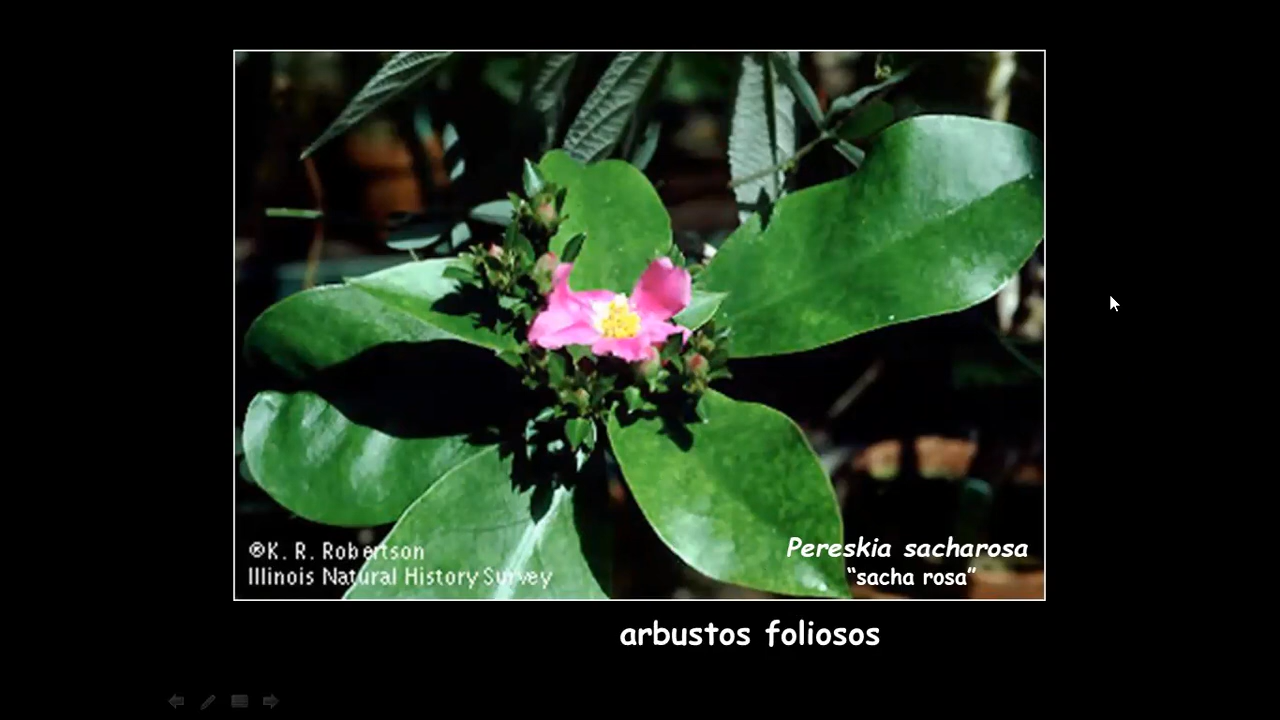 ©K. R. Robertson
Illinois Natural History Survey
Pereskia sacharosa
“sacha rosa”
arbustos foliosos